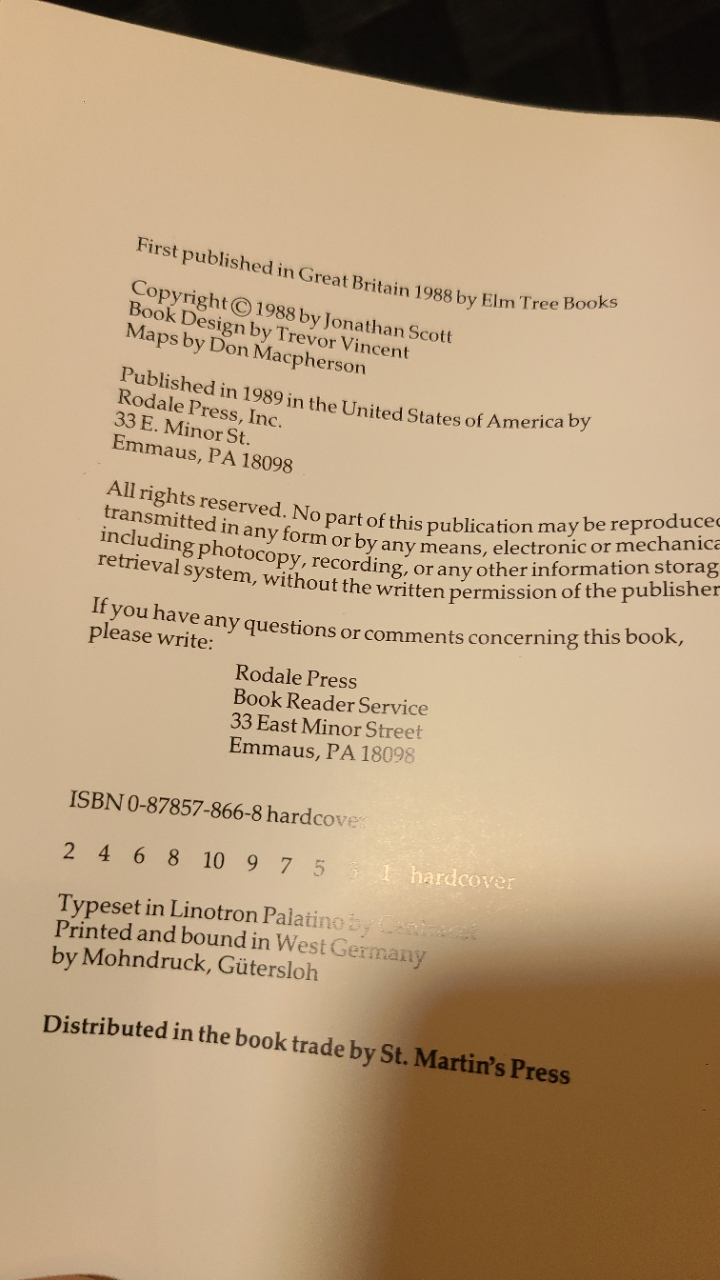 First published in Great Britain 1988 by Elm Tree Books
Copyright © 1988 by Jonathan Scott
Book Design by Trevor Vincent
Maps by Don Macpherson
Published in 1989 in the United States of America by
Rodale Press, Inc.
33 E. Minor St.
Emmaus, PA 18098
All rights reserved. No part of this publication may be reproduced
transmitted in any form or by any means, electronic or mechanica
including photocopy, recording, or any other information storag
retrieval system, without the written permission of the publisher
If you have any questions or comments concerning this book,
please write:
Rodale Press
Book Reader Service
33 East Minor Street
Emmaus, PA 18098
ISBN 0-87857-866-8 hardcover
2 4 6 8 10 9 7 5 3 1 hardcover
Typeset in Linotron Palatino by
Printed and bound in West Germany
by Mohndruck, Gütersloh
Distributed in the book trade by St. Martin's Press